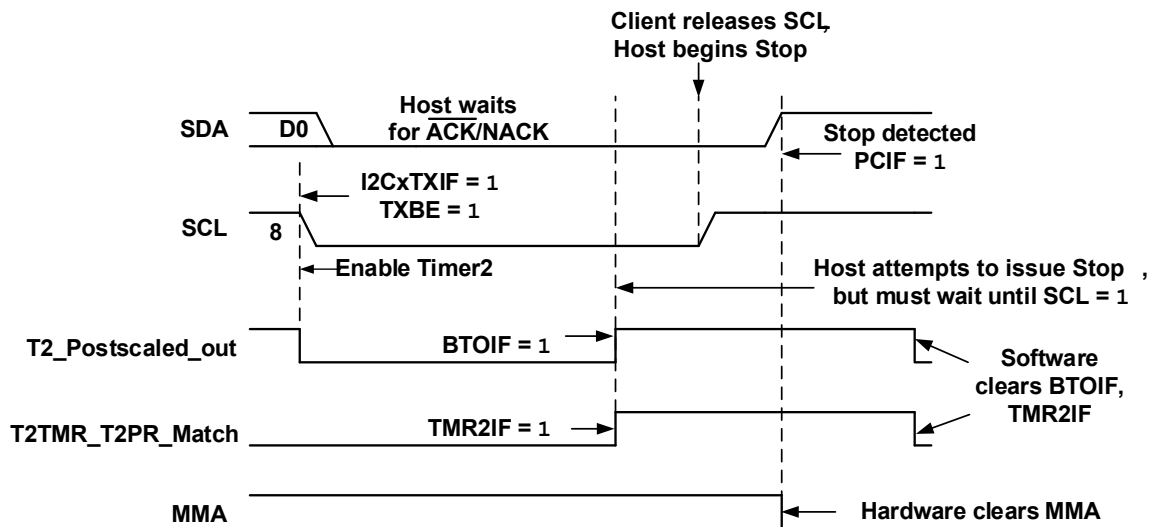 Client releases SCL,
Host begins Stop
SDA
D0
Host waits
for ACK/NACK
Stop detected
PCIF = 1
I2CxTXIF = 1
TXBE = 1
SCL
8
Enable Timer2
Host attempts to issue Stop ,
but must wait until SCL = 1
T2_Postscaled_out
BTOIF = 1
Software
clears BTOIF,
TMR2IF
T2TMR_T2PR_Match
TMR2IF = 1
MMA
Hardware clears MMA